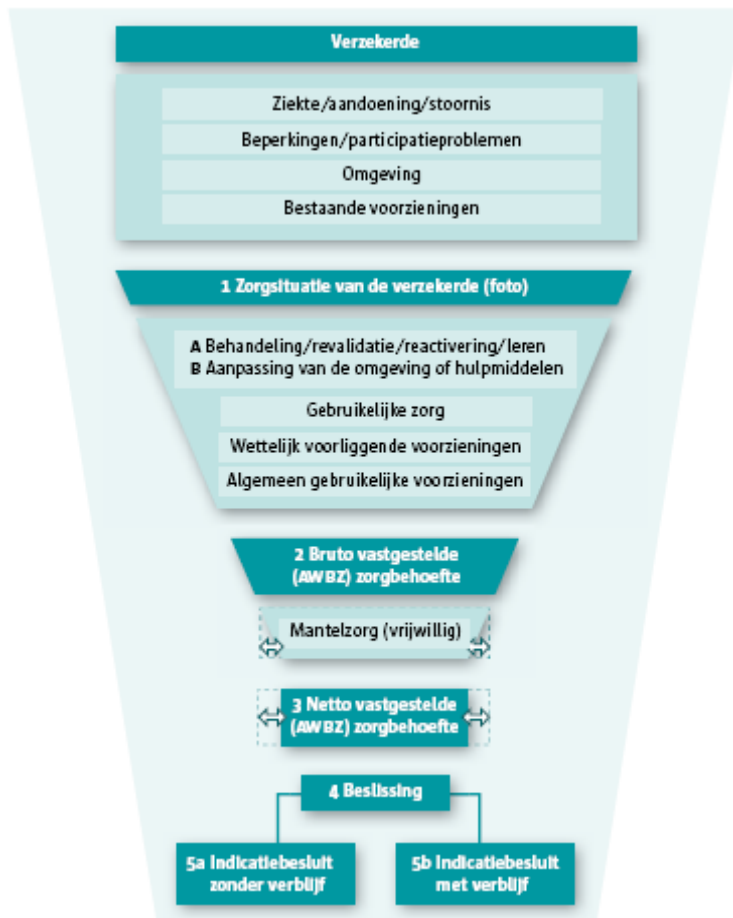 Verzekerde
Ziekte/aandoening/stoornis
Beperkingen/participatieproblemen
Omgeving
Bestaande voorzieningen
1 Zorgsituatie van de verzekerde (foto)
A Behandeling/revalidatie/reactivering/leren
B Aanpassing van de omgeving of hulpmiddelen
Gebruikelijke zorg
Wettelijk voorliggende voorzieningen
Algemeen gebruikelijke voorzieningen
2 Bruto vastgestelde
(AWBZ) zorgbehoefte
Mantelzorg (vrijwillig)
3 Netto vastgestelde
(AWBZ) zorgbehoefte
4 Beslissing
5a Indicatiebesluit
zonder verblijf
5b Indicatiebesluit
met verblijf